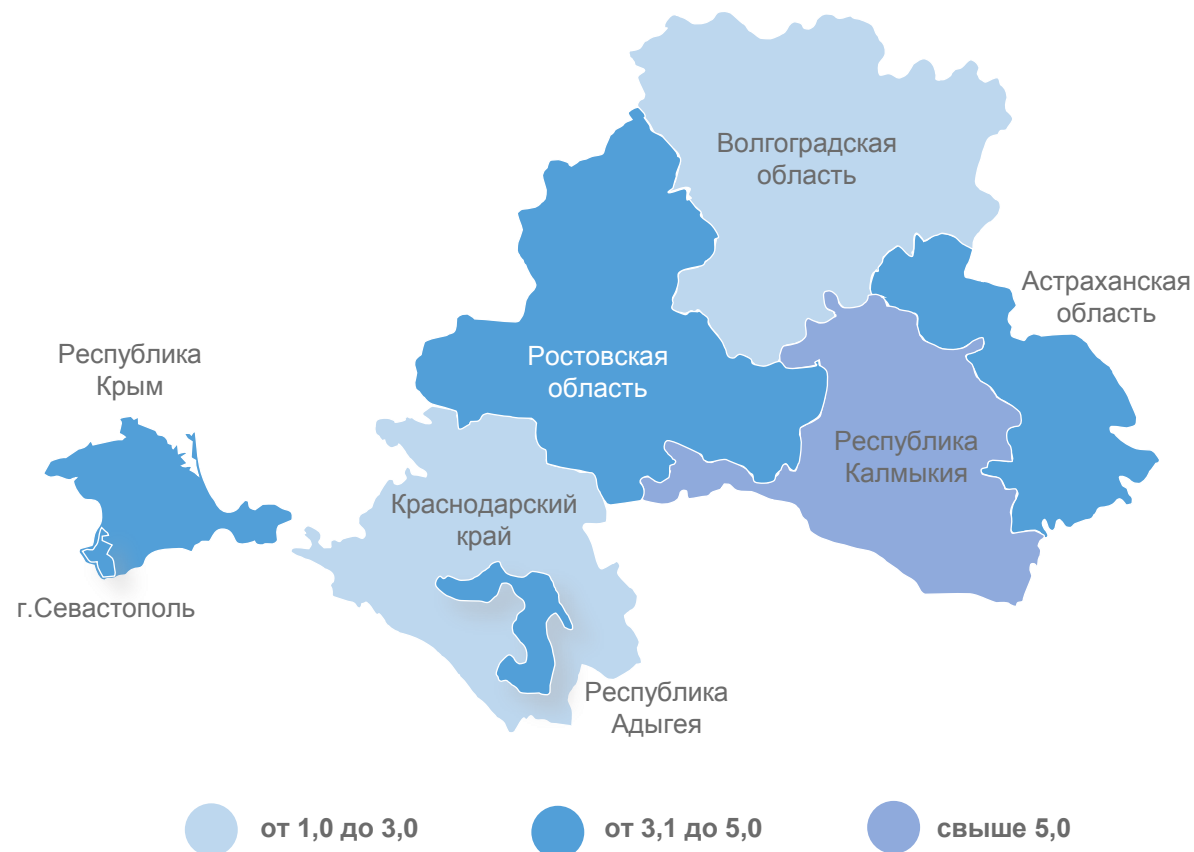 Волгоградская
область
Астраханская
область
Республика
Крым
Ростовская
область
Республика
Калмыкия
Краснодарский
край
г.Севастополь
Республика
Адыгея
от 1,0 до 3,0
от 3,1 до 5,0
свыше 5,0